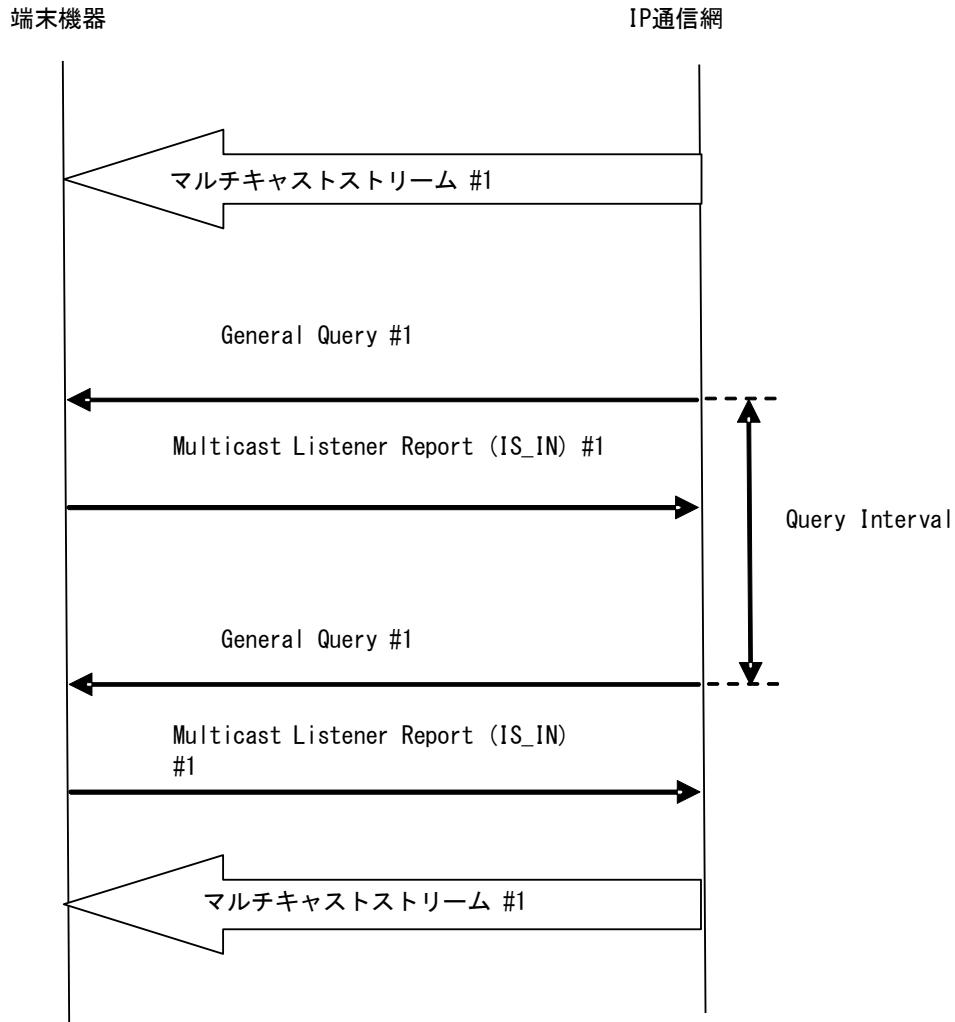 端末機器
IP通信網
マルチキャストストリーム #1
General Query #1
Multicast Listener Report (IS_IN) #1
Query Interval
General Query #1
Multicast Listener Report (IS_IN)
#1
マルチキャストストリーム #1